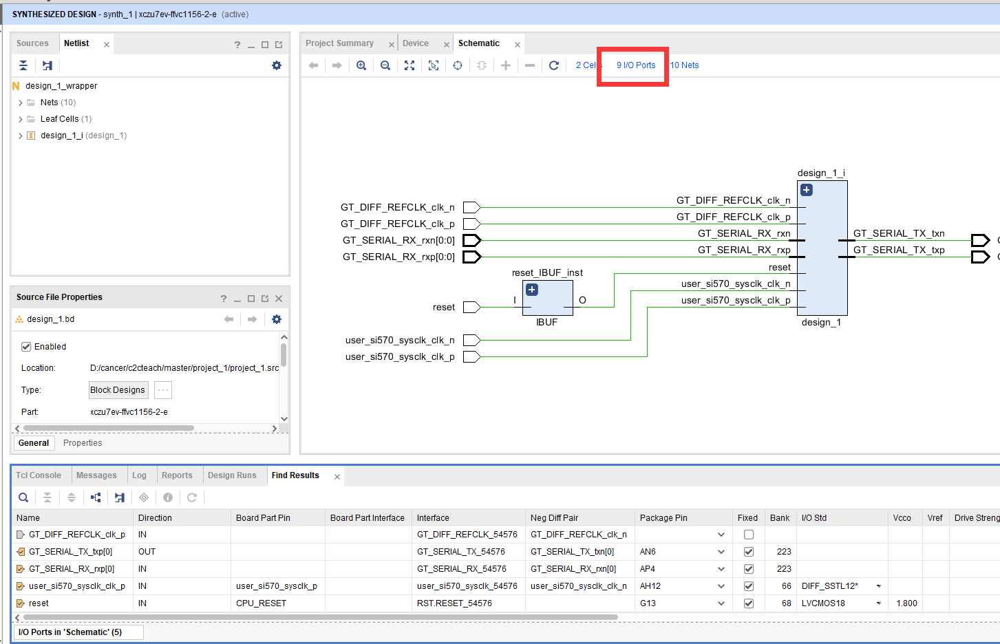 SYNTHESIZED DESIGN - synth_1 | xczu7ev-ffvc1156-2-e (active)
Sources Netlist
design_1_wrapper
Nets (10)
Leaf Cells (1)
design_1_i (design_1)
Source File Properties
design_1.bd
Enabled
Location: D:/cancer/c2cteach/master/project_1/project_1.src
Type: Block Designs ...
Part: xczu7ev-ffvc1156-2-e
General Properties
Project Summary Device Schematic
9 I/O Ports 10 Nets
2 Cells
design_1_i
GT_DIFF_REFCLK_clk_n GT_DIFF_REFCLK_clk_n
GT_DIFF_REFCLK_clk_p GT_DIFF_REFCLK_clk_p
GT_SERIAL_RX_rxn[0:0] GT_SERIAL_RX_rxn GT_SERIAL_TX_txn
GT_SERIAL_RX_rxp[0:0] GT_SERIAL_RX_rxp GT_SERIAL_TX_txp
reset_IBUF_inst reset
user_si570_sysclk_clk_n
reset I O user_si570_sysclk_clk_p
IBUF design_1
user_si570_sysclk_clk_n
user_si570_sysclk_clk_p
Tcl Console Messages Log Reports Design Runs Find Results
Name Direction Board Part Pin Board Part Interface Interface Neg Diff Pair Package Pin Fixed Bank I/O Std Vcco Vref Drive Streng
GT_DIFF_REFCLK_clk_p IN GT_DIFF_REFCLK_54576 GT_DIFF_REFCLK_clk_n
GT_SERIAL_TX_txp[0] OUT GT_SERIAL_TX_54576 GT_SERIAL_TX_txn[0] AN6 223
GT_SERIAL_RX_rxp[0] IN GT_SERIAL_RX_54576 GT_SERIAL_RX_rxn[0] AP4 223
user_si570_sysclk_clk_p IN user_si570_sysclk_p user_si570_sysclk_54576 user_si570_sysclk_clk_n AH12 66 DIFF_SSTL12*
reset IN CPU_RESET RST.RESET_54576 G13 68 LVCMOS18 1.800
I/O Ports in 'Schematic' (5)